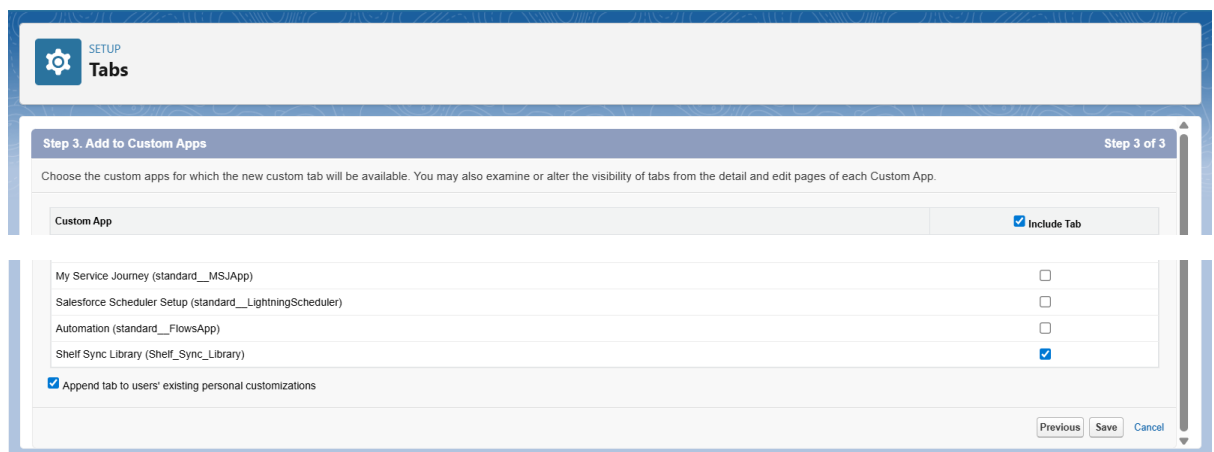 SETUP
Tabs
Step 3. Add to Custom Apps Step 3 of 3
Choose the custom apps for which the new custom tab will be available. You may also examine or alter the visibility of tabs from the detail and edit pages of each Custom App.
Custom App Include Tab
My Service Journey (standard__MSJApp)
Salesforce Scheduler Setup (standard__LightningScheduler)
Automation (standard__FlowsApp)
Shelf Sync Library (Shelf_Sync_Library)
Append tab to users' existing personal customizations
Previous Save Cancel